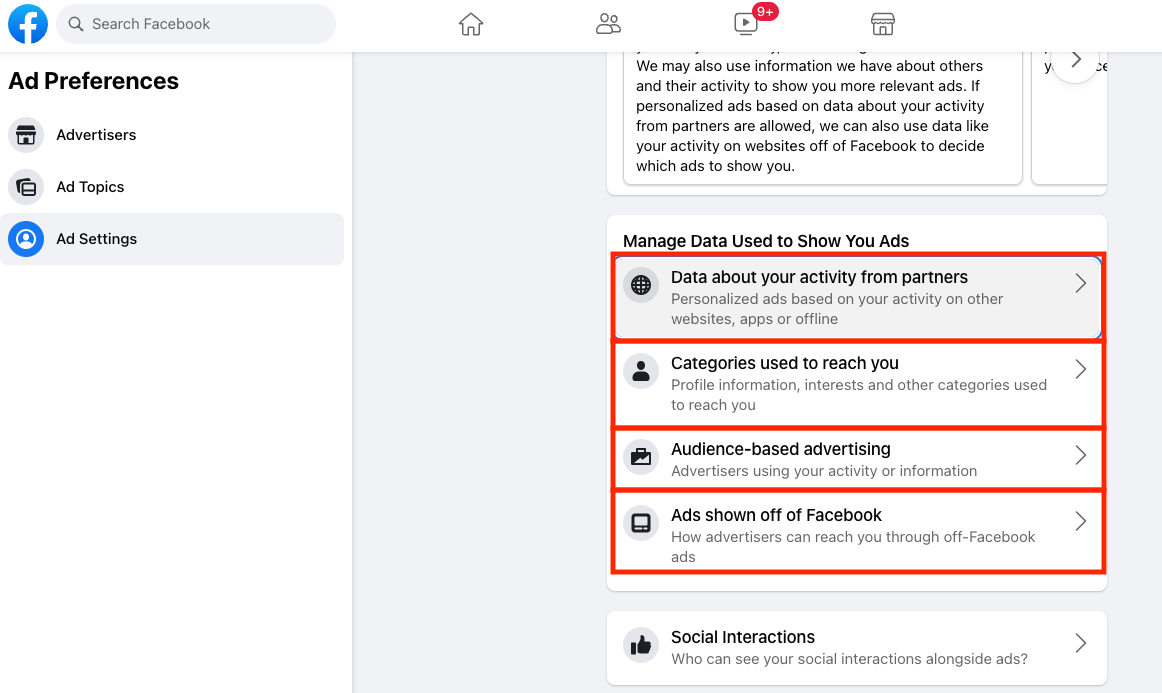 Search Facebook
9+
Ad Preferences
Advertisers
Ad Topics
Ad Settings
We may also use information we have about others
and their activity to show you more relevant ads. If
personalized ads based on data about your activity
from partners are allowed, we can also use data like
your activity on websites off of Facebook to decide
which ads to show you.
Manage Data Used to Show You Ads
Data about your activity from partners
Personalized ads based on your activity on other
websites, apps or offline
Categories used to reach you
Profile information, interests and other categories used
to reach you
Audience-based advertising
Advertisers using your activity or information
Ads shown off of Facebook
How advertisers can reach you through off-Facebook
ads
Social Interactions
Who can see your social interactions alongside ads?